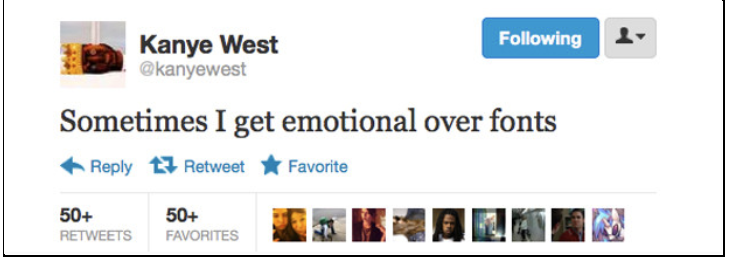 Kanye West
@kanyewest
Following
Sometimes I get emotional over fonts
Reply Retweet Favorite
50+ 50+
RETWEETS FAVORITES